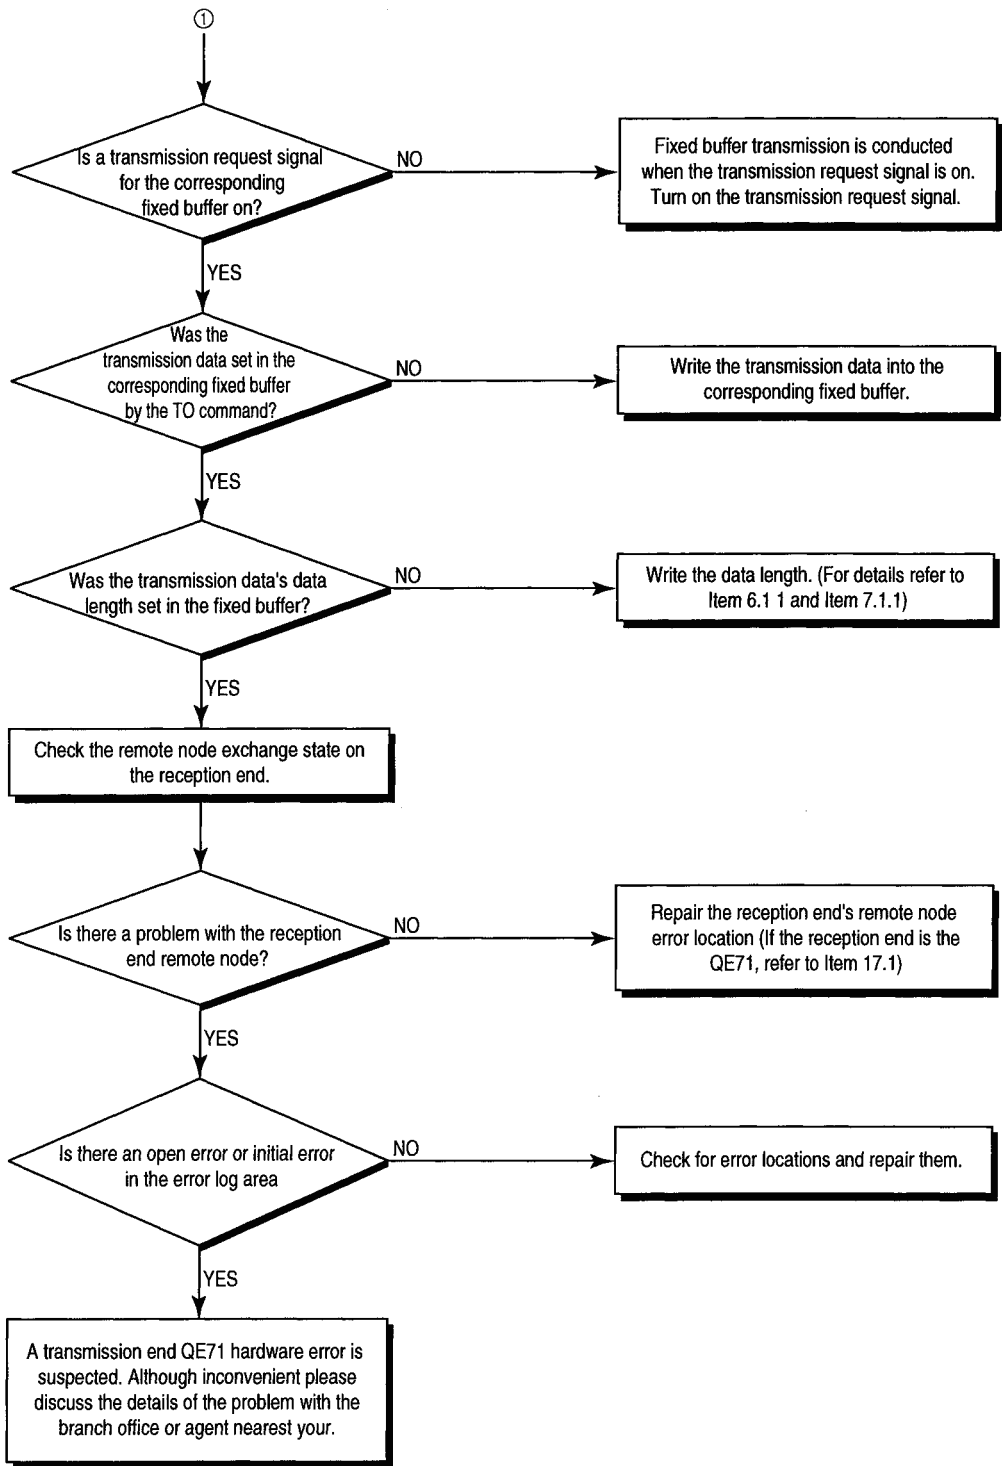 ①
Is a transmission request signal
for the corresponding
fixed buffer on?
NO
Fixed buffer transmission is conducted
when the transmission request signal is on.
Turn on the transmission request signal.
YES
Was the
transmission data set in the
corresponding fixed buffer
by the TO command?
NO
Write the transmission data into the
corresponding fixed buffer.
YES
Was the transmission data's data
length set in the fixed buffer?
NO
Write the data length. (For details refer to
Item 6.1 1 and Item 7.1.1)
YES
Check the remote node exchange state on
the reception end.
Is there a problem with the reception
end remote node?
NO
Repair the reception end's remote node
error location (If the reception end is the
QE71, refer to Item 17.1)
YES
Is there an open error or initial error
in the error log area
NO
Check for error locations and repair them.
YES
A transmission end QE71 hardware error is
suspected. Although inconvenient please
discuss the details of the problem with the
branch office or agent nearest your.